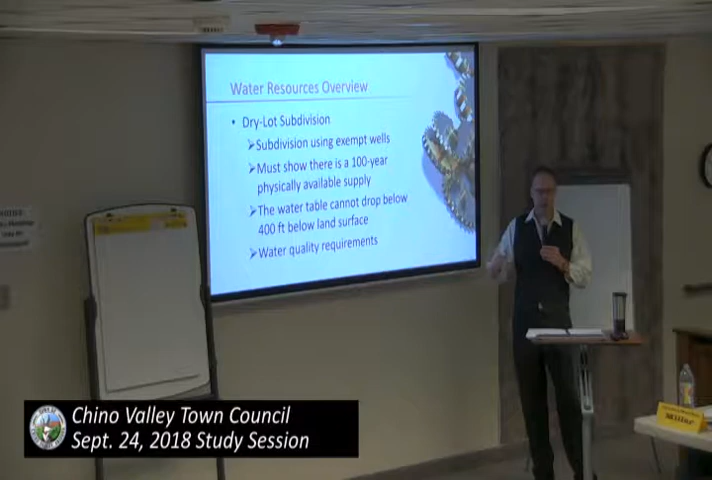 Water Resources Overview
• Dry-Lot Subdivision
➢Subdivision using exempt wells
➢Must show there is a 100-year
physically available supply
➢The water table cannot drop below
400 ft below land surface
➢Water quality requirements
Chino Valley Town Council
Sept. 24, 2018 Study Session